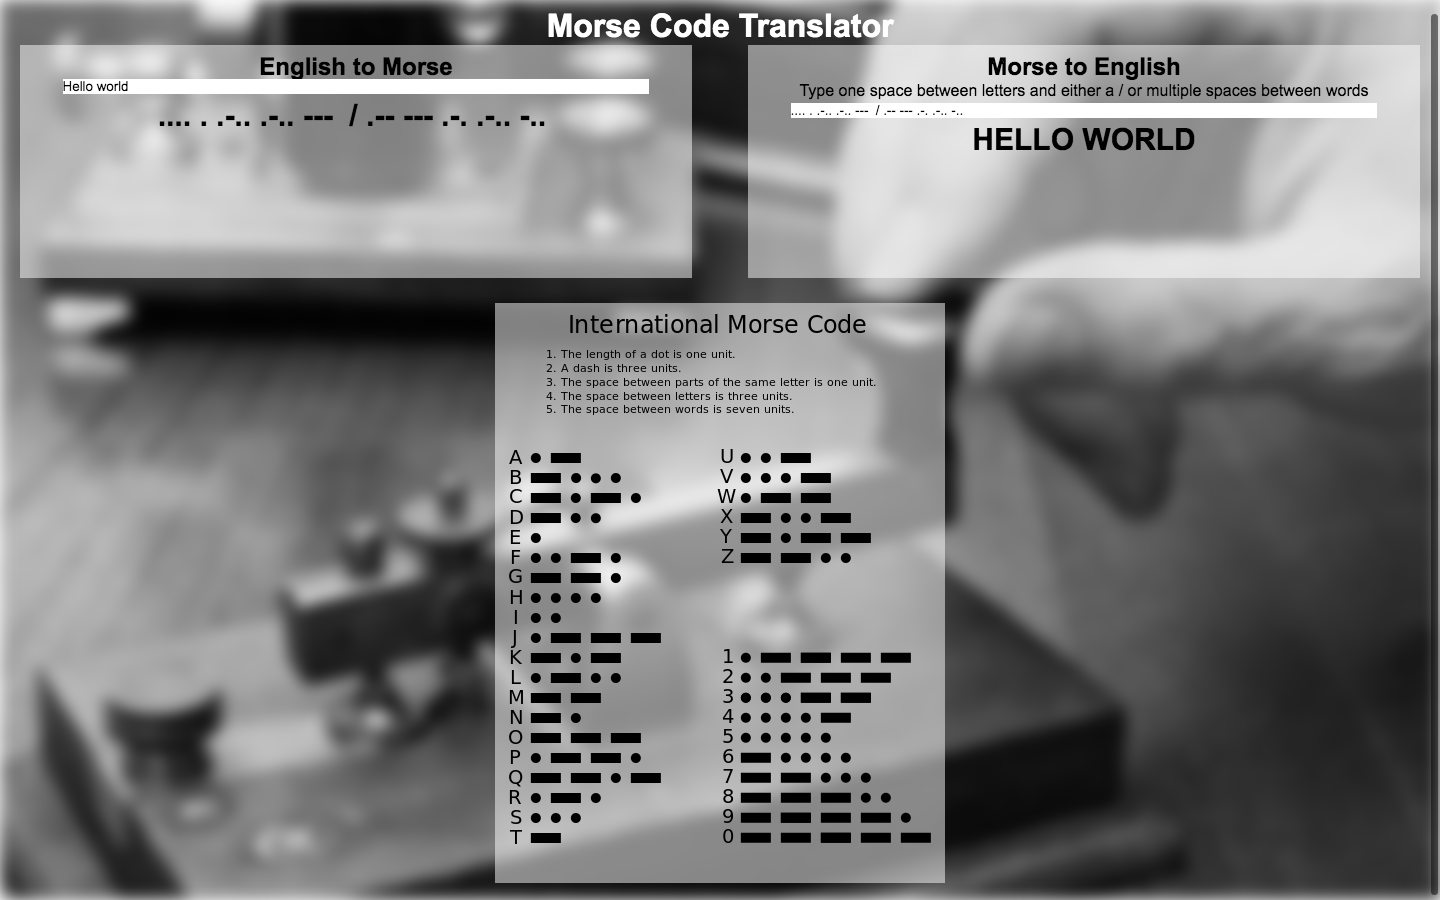 Morse Code Translator
English to Morse
Hello world
.... . .-.. .-.. ---  / .-- --- .-. .-.. -..
Morse to English
Type one space between letters and either a / or multiple spaces between words
.... . .-.. .-.. ---  / .-- --- .-. .-.. -..
HELLO WORLD
International Morse Code
1. The length of a dot is one unit.
2. A dash is three units.
3. The space between parts of the same letter is one unit.
4. The space between letters is three units.
5. The space between words is seven units.
A ● ▬
B ▬ ● ● ●
C ▬ ● ▬ ●
D ▬ ● ●
E ●
F ● ● ▬ ●
G ▬ ▬ ●
H ● ● ● ●
I ● ●
J ● ▬ ▬ ▬
K ▬ ● ▬
L ● ▬ ● ●
M ▬ ▬
N ▬ ●
O ▬ ▬ ▬
P ● ▬ ▬ ●
Q ▬ ▬ ● ▬
R ● ▬ ●
S ● ● ●
T ▬
U ● ● ▬
V ● ● ● ▬
W ● ▬ ▬
X ▬ ● ● ▬
Y ▬ ● ▬ ▬
Z ▬ ▬ ● ●
1 ● ▬ ▬ ▬ ▬
2 ● ● ▬ ▬ ▬
3 ● ● ● ▬ ▬
4 ● ● ● ● ▬
5 ● ● ● ● ●
6 ▬ ● ● ● ●
7 ▬ ▬ ● ● ●
8 ▬ ▬ ▬ ● ●
9 ▬ ▬ ▬ ▬ ●
0 ▬ ▬ ▬ ▬ ▬